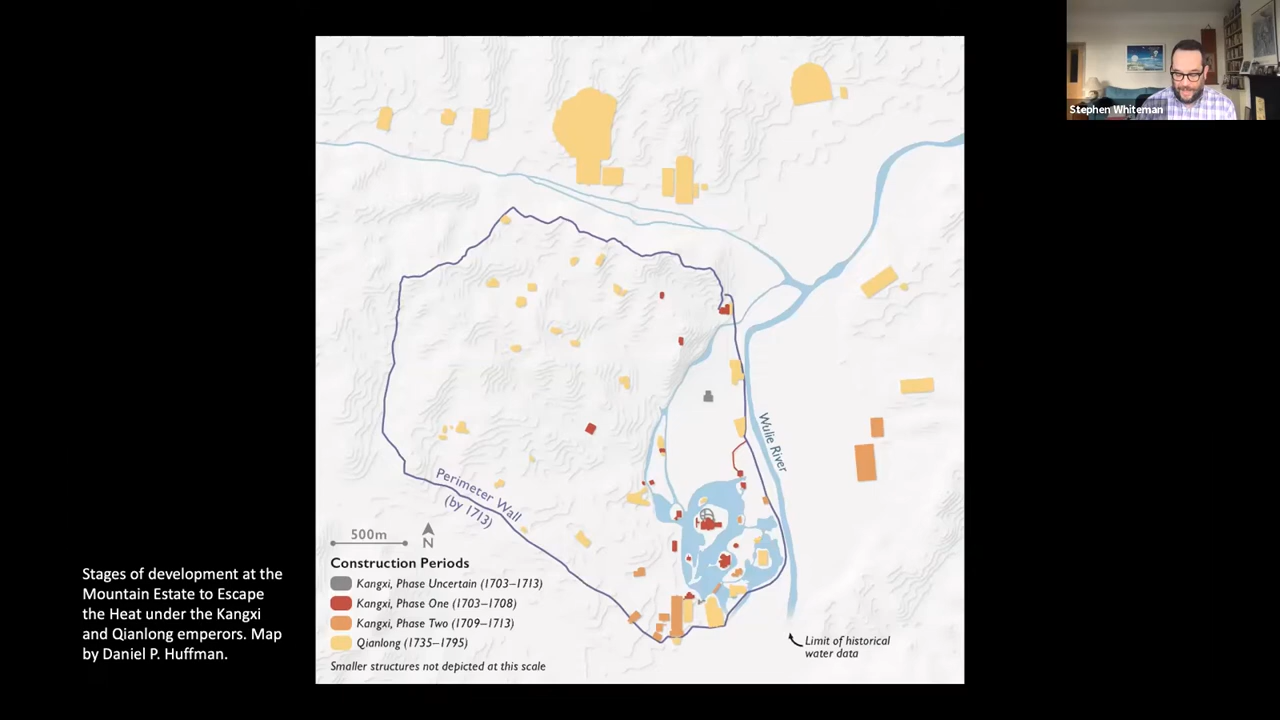 Stephen Whiteman
Wulie River
Perimeter Wall
(by 1713)
500m
N
Construction Periods
Kangxi, Phase Uncertain (1703–1713)
Kangxi, Phase One (1703–1708)
Kangxi, Phase Two (1709–1713)
Qianlong (1735–1795)
Smaller structures not depicted at this scale
Limit of historical
water data
Stages of development at the
Mountain Estate to Escape
the Heat under the Kangxi
and Qianlong emperors. Map
by Daniel P. Huffman.